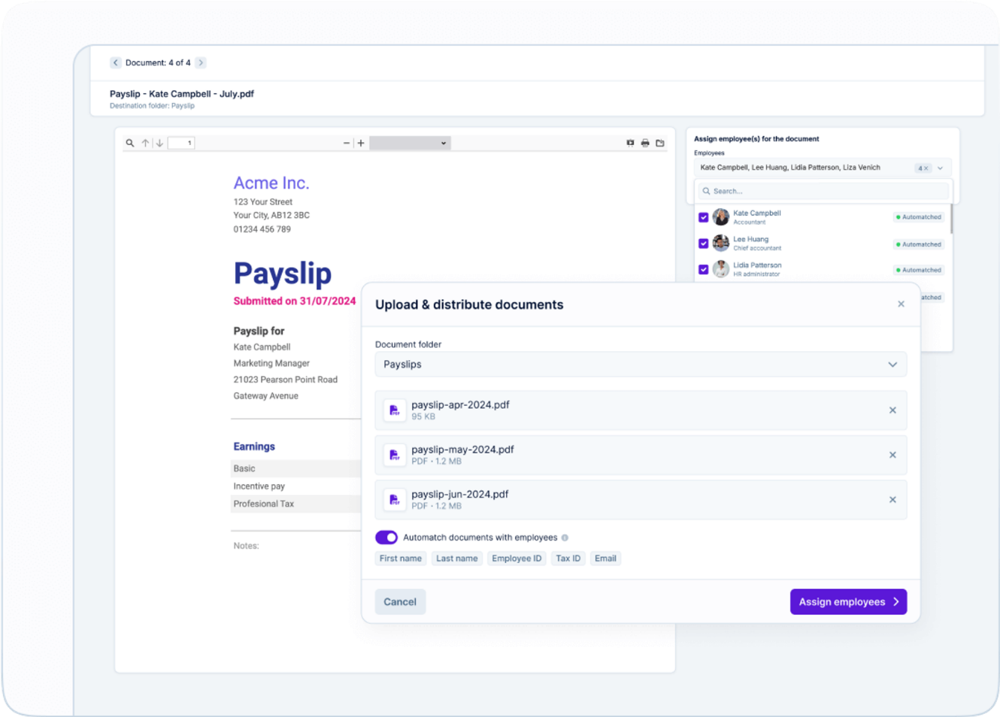 Document: 4 of 4
Payslip - Kate Campbell - July.pdf
Destination folder: Payslip
1
Acme Inc.
123 Your Street
Your City, AB12 3BC
01234 456 789
Payslip
Submitted on 31/07/2024
Payslip for
Kate Campbell
Marketing Manager
21023 Pearson Point Road
Gateway Avenue
Earnings
Basic
Incentive pay
Profesional Tax
Notes:
Assign employee(s) for the document
Employees
Kate Campbell, Lee Huang, Lidia Patterson, Liza Venich 4 ×
Search...
Kate Campbell
Accountant
Automatched
Lee Huang
Chief accountant
Automatched
Lidia Patterson
HR administrator
Automatched
Upload & distribute documents
Document folder
Payslips
payslip-apr-2024.pdf
95 KB
payslip-may-2024.pdf
PDF • 1.2 MB
payslip-jun-2024.pdf
PDF • 1.2 MB
Automatch documents with employees
First name Last name Employee ID Tax ID Email
Cancel
Assign employees